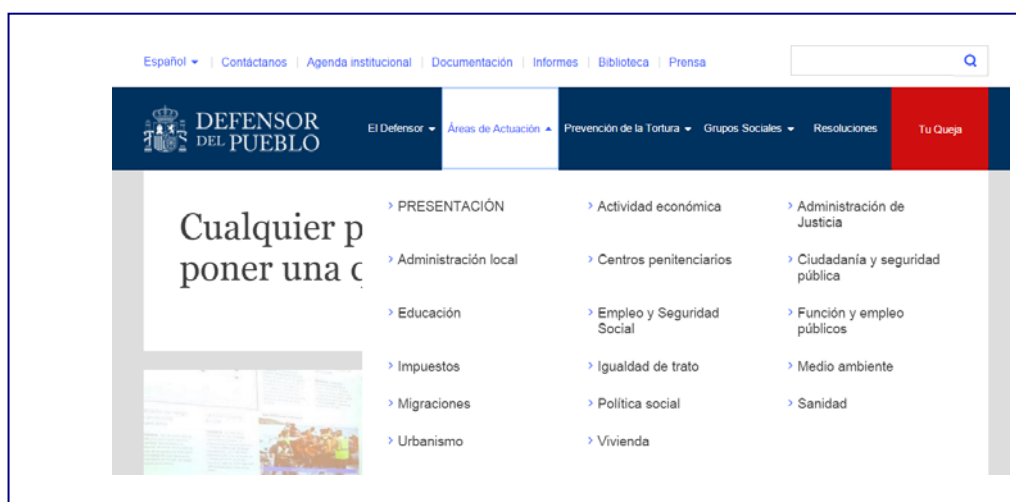 Español
Contáctanos
Agenda institucional
Documentación
Informes
Biblioteca
Prensa
DEFENSOR
DEL PUEBLO
El Defensor
Áreas de Actuación
Prevención de la Tortura
Grupos Sociales
Resoluciones
Tu Queja
Cualquier p
poner una q
> PRESENTACIÓN
> Actividad económica
> Administración de
Justicia
> Administración local
> Centros penitenciarios
> Ciudadanía y seguridad
pública
> Educación
> Empleo y Seguridad
Social
> Función y empleo
públicos
> Impuestos
> Igualdad de trato
> Medio ambiente
> Migraciones
> Política social
> Sanidad
> Urbanismo
> Vivienda